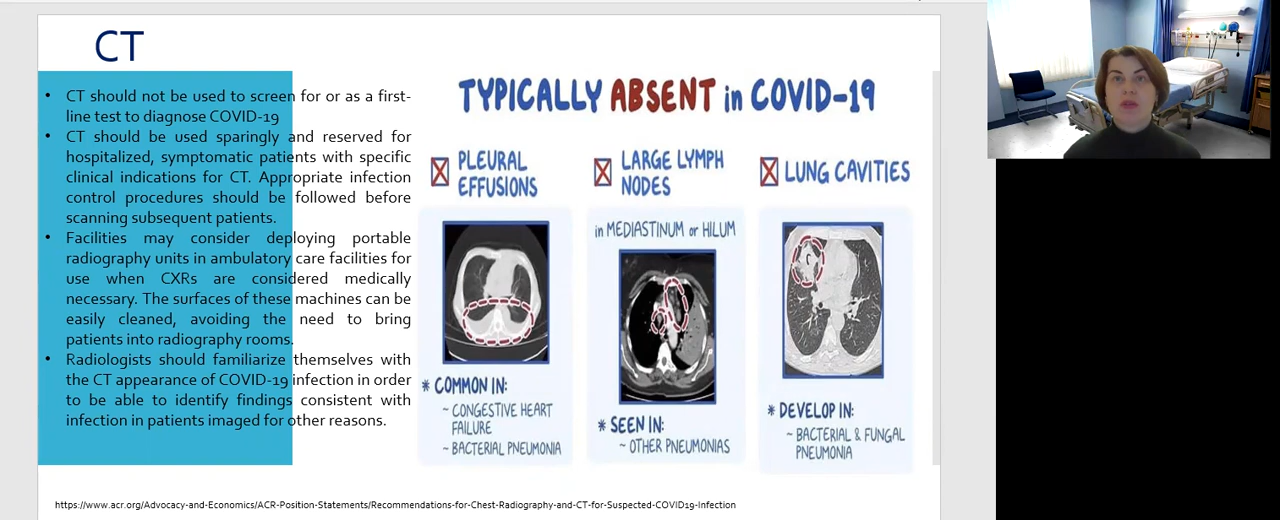 CT
• CT should not be used to screen for or as a first-
line test to diagnose COVID-19
• CT should be used sparingly and reserved for
hospitalized, symptomatic patients with specific
clinical indications for CT. Appropriate infection
control procedures should be followed before
scanning subsequent patients.
• Facilities may consider deploying portable
radiography units in ambulatory care facilities for
use when CXRs are considered medically
necessary. The surfaces of these machines can be
easily cleaned, avoiding the need to bring
patients into radiography rooms.
• Radiologists should familiarize themselves with
the CT appearance of COVID-19 infection in order
to be able to identify findings consistent with
infection in patients imaged for other reasons.
TYPICALLY ABSENT in COVID-19
PLEURAL
EFFUSIONS
* COMMON IN:
~ CONGESTIVE HEART
FAILURE
~ BACTERIAL PNEUMONIA
LARGE LYMPH
NODES
in MEDIASTINUM or HILUM
* SEEN IN:
~ OTHER PNEUMONIAS
LUNG CAVITIES
* DEVELOP IN:
~ BACTERIAL & FUNGAL
PNEUMONIA
https://www.acr.org/Advocacy-and-Economics/ACR-Position-Statements/Recommendations-for-Chest-Radiography-and-CT-for-Suspected-COVID19-Infection